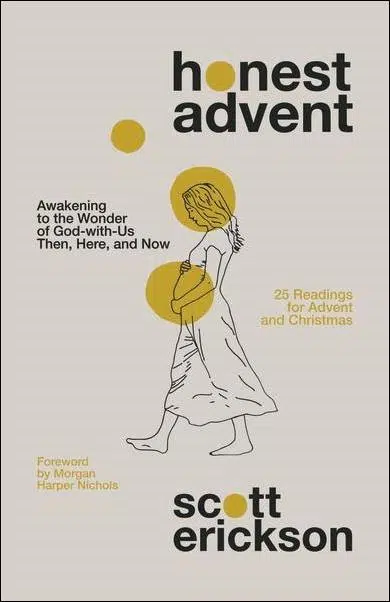 honest
advent
Awakening
to the Wonder
of God-with-Us
Then, Here, and Now
25 Readings
for Advent
and Christmas
Foreword
by Morgan
Harper Nichols
scott
erickson